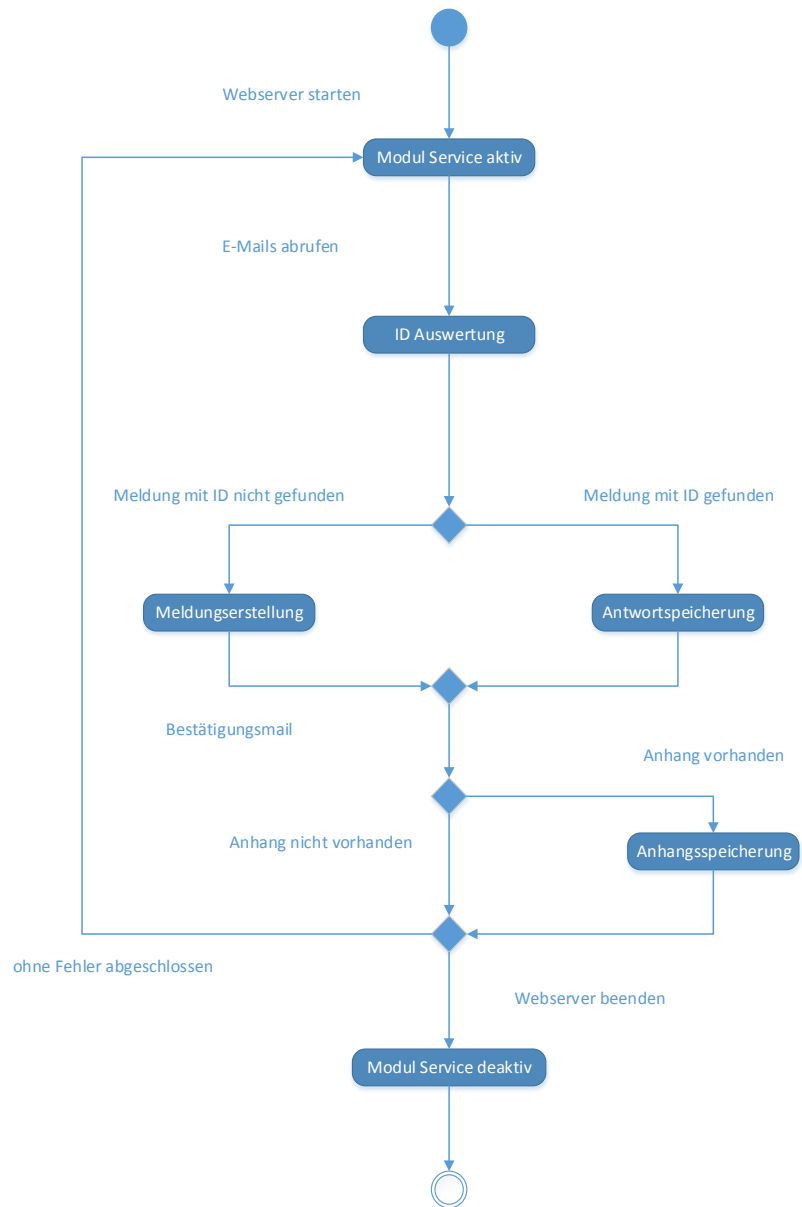 Webserver starten
Modul Service aktiv
E-Mails abrufen
ID Auswertung
Meldung mit ID nicht gefunden
Meldung mit ID gefunden
Meldungserstellung
Antwortspeicherung
Bestätigungsmail
Anhang vorhanden
Anhang nicht vorhanden
Anhangsspeicherung
ohne Fehler abgeschlossen
Webserver beenden
Modul Service deaktiv